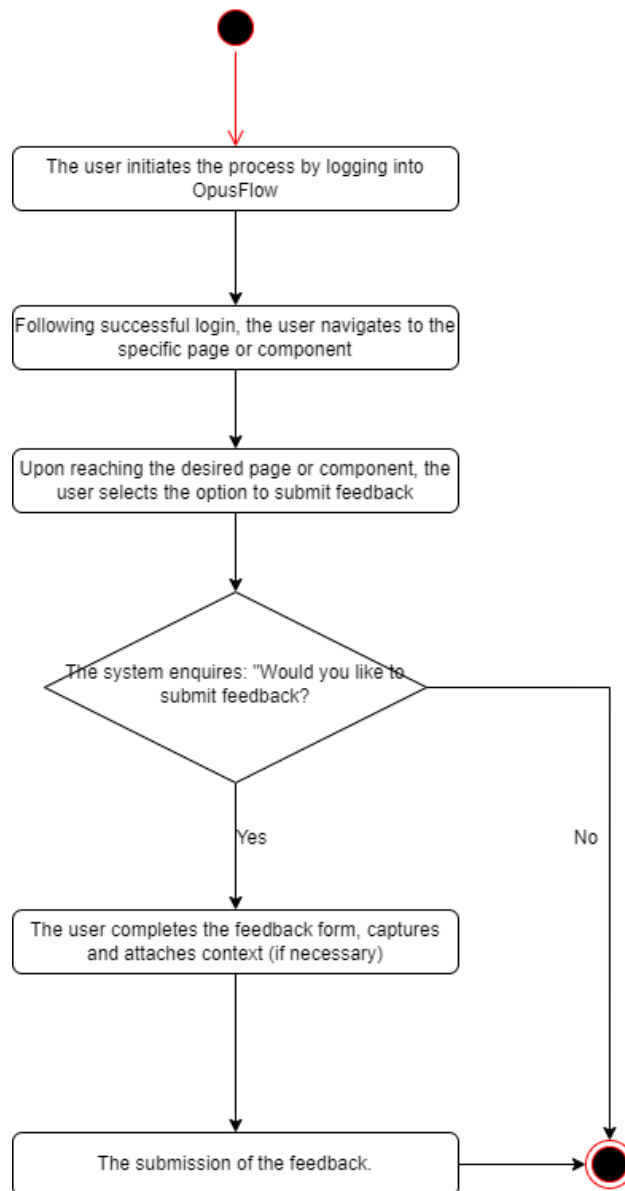 The user initiates the process by logging into
OpusFlow
Following successful login, the user navigates to the
specific page or component
Upon reaching the desired page or component, the
user selects the option to submit feedback
The system enquires: "Would you like to
submit feedback?
Yes
No
The user completes the feedback form, captures
and attaches context (if necessary)
The submission of the feedback.